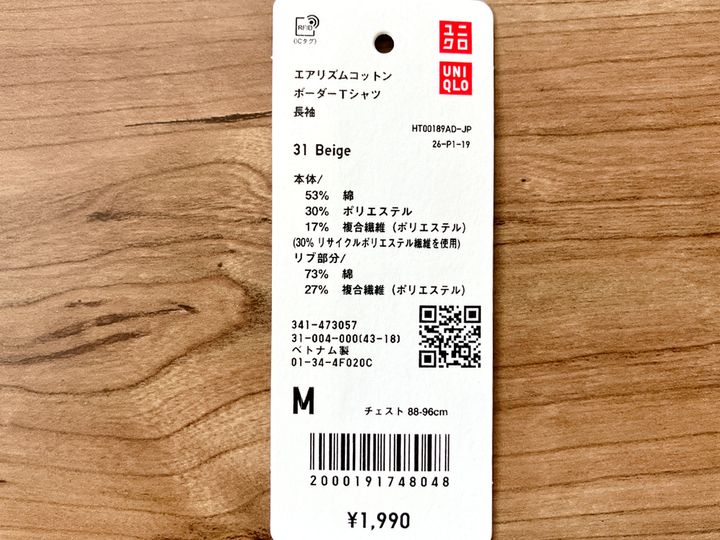 RFID
(ICタグ)
ユニ
クロ
UNI
QLO
エアリズムコットン
ボーダーTシャツ
長袖
HT00189AD-JP
26-P1-19
31 Beige
本体/
53% 綿
30% ポリエステル
17% 複合繊維 (ポリエステル)
(30% リサイクルポリエステル繊維を使用)
リブ部分/
73% 綿
27% 複合繊維 (ポリエステル)
341-473057
31-004-000(43-18)
ベトナム製
01-34-4F020C
M チェスト 88-96cm
2000191748048
¥1,990